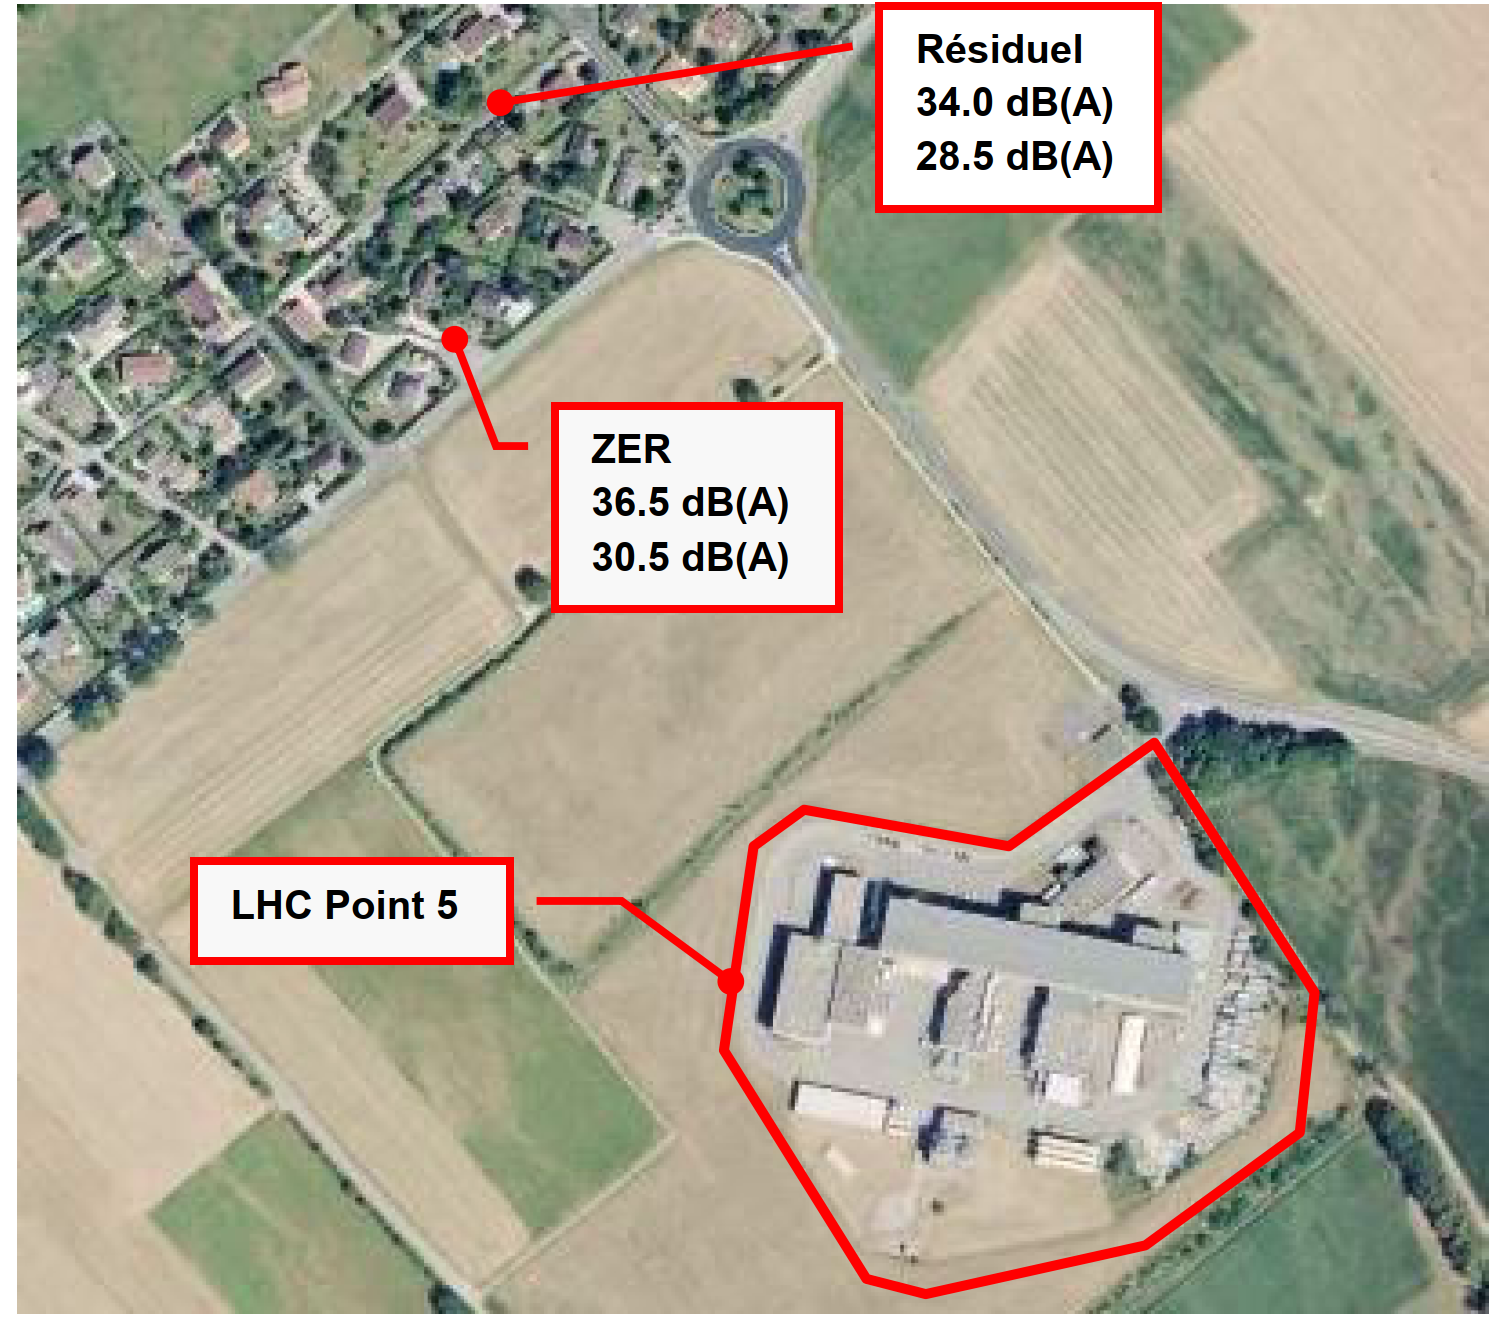 Résiduel
34.0 dB(A)
28.5 dB(A)
ZER
36.5 dB(A)
30.5 dB(A)
LHC Point 5